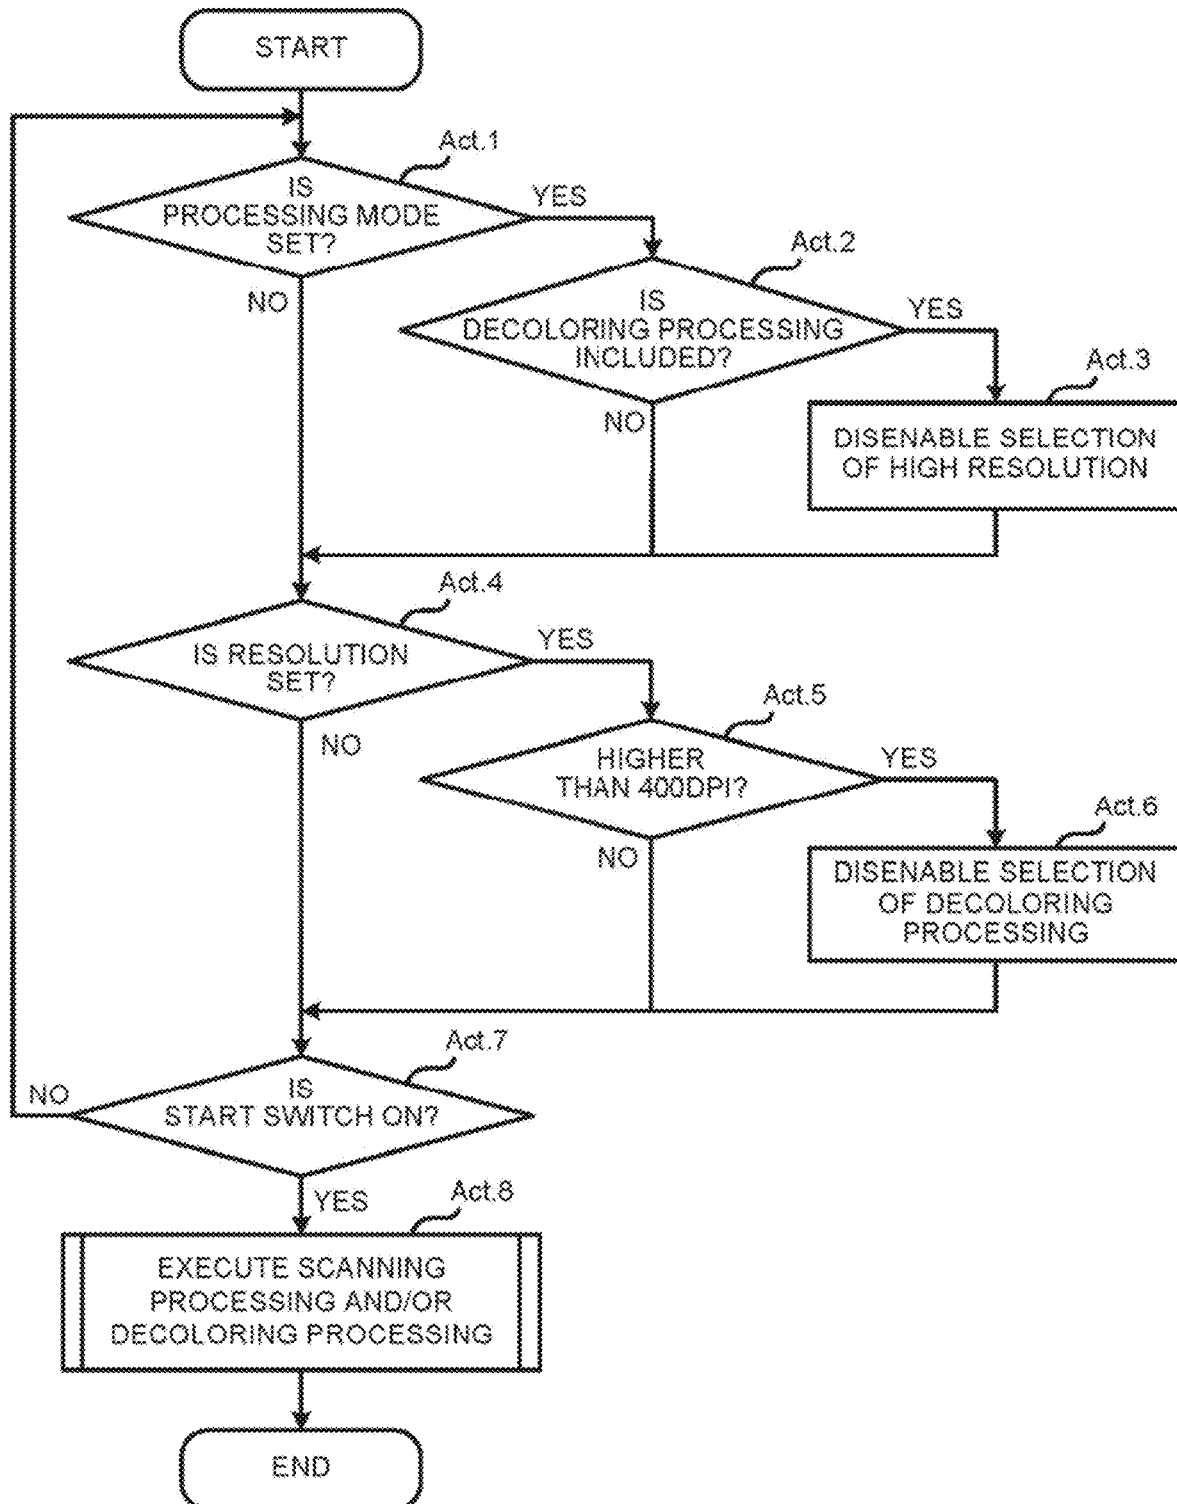 START
Act.1
IS
PROCESSING MODE
SET?
YES
NO
Act.2
IS
DECOLORING PROCESSING
INCLUDED?
YES
NO
Act.3
DISENABLE SELECTION
OF HIGH RESOLUTION
Act.4
IS RESOLUTION
SET?
YES
NO
Act.5
HIGHER
THAN 400DPI?
YES
NO
Act.6
DISENABLE SELECTION
OF DECOLORING
PROCESSING
Act.7
IS
START SWITCH ON?
NO
YES
Act.8
EXECUTE SCANNING
PROCESSING AND/OR
DECOLORING PROCESSING
END